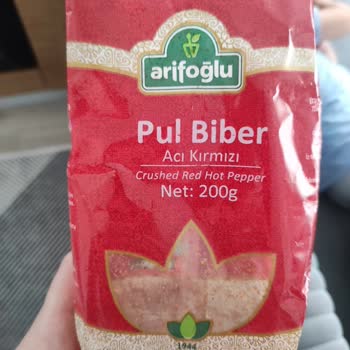 arifoğlu
Pul Biber
Acı Kırmızı
Crushed Red Hot Pepper
Net: 200g
1944